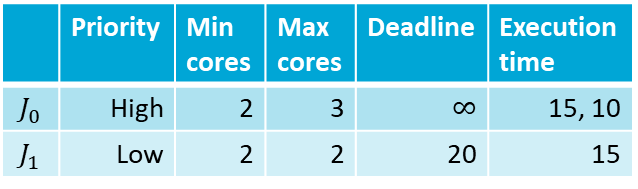 Priority Min cores Max cores Deadline Execution time
J₀ High 2 3 ∞ 15, 10
J₁ Low 2 2 20 15